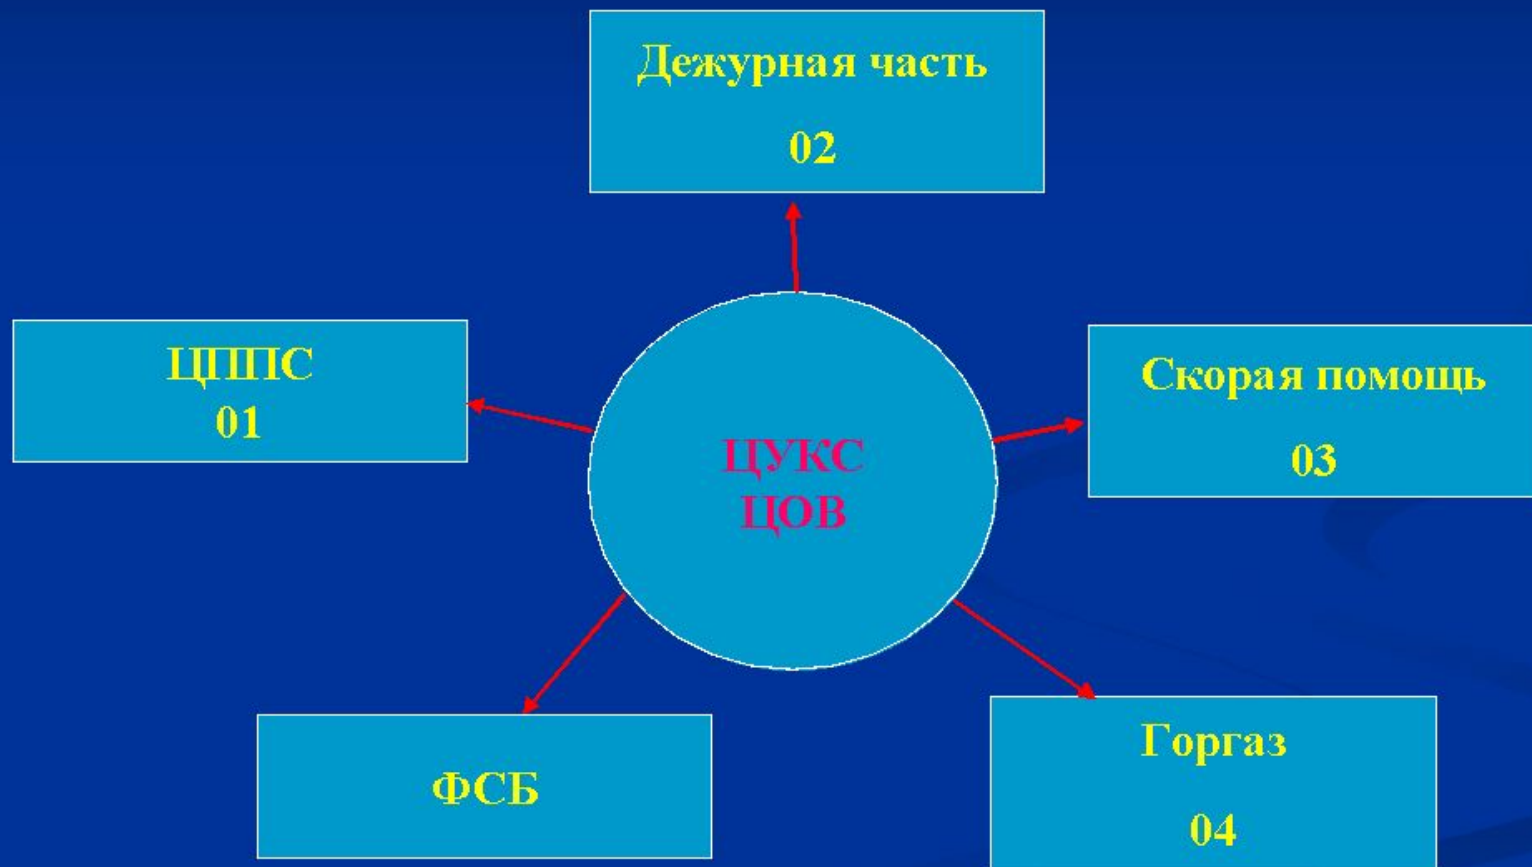 Дежурная часть
02
ЦППС
01
Скорая помощь
03
ЦУКС
ЦОВ
ФСБ
Горгаз
04